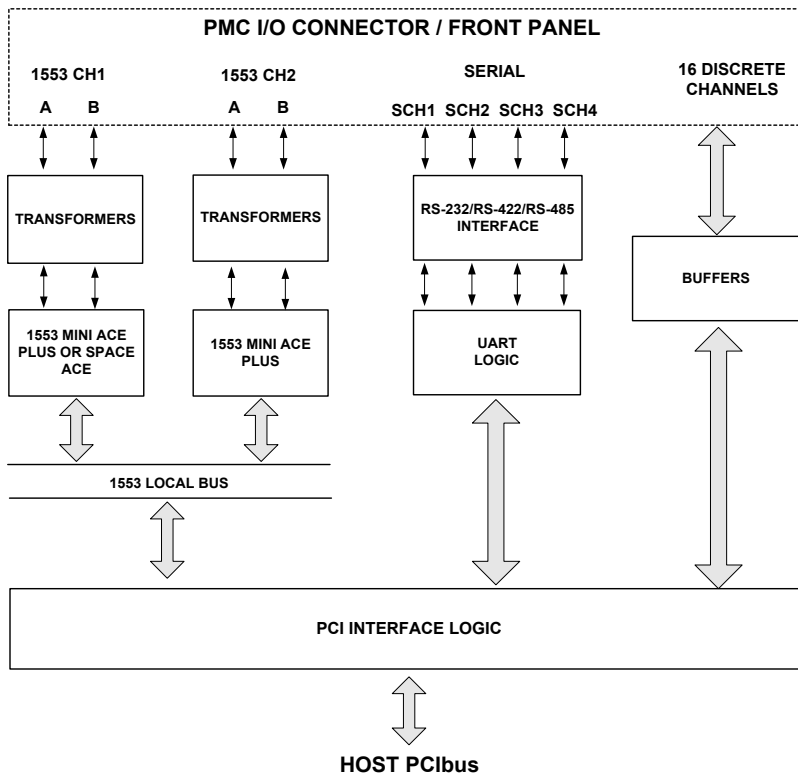 PMC I/O CONNECTOR / FRONT PANEL
1553 CH1
A B
1553 CH2
A B
SERIAL
SCH1 SCH2 SCH3 SCH4
16 DISCRETE
CHANNELS
TRANSFORMERS
TRANSFORMERS
RS-232/RS-422/RS-485
INTERFACE
BUFFERS
1553 MINI ACE
PLUS OR SPACE
ACE
1553 MINI ACE
PLUS
UART
LOGIC
1553 LOCAL BUS
PCI INTERFACE LOGIC
HOST PCIbus